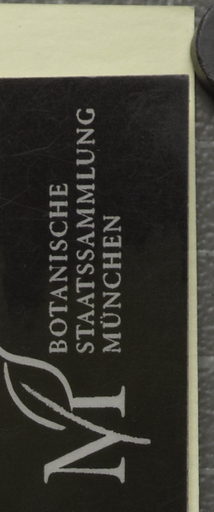 BOTANISCHE
STAATSSAMMLUNG
MÜNCHEN
M